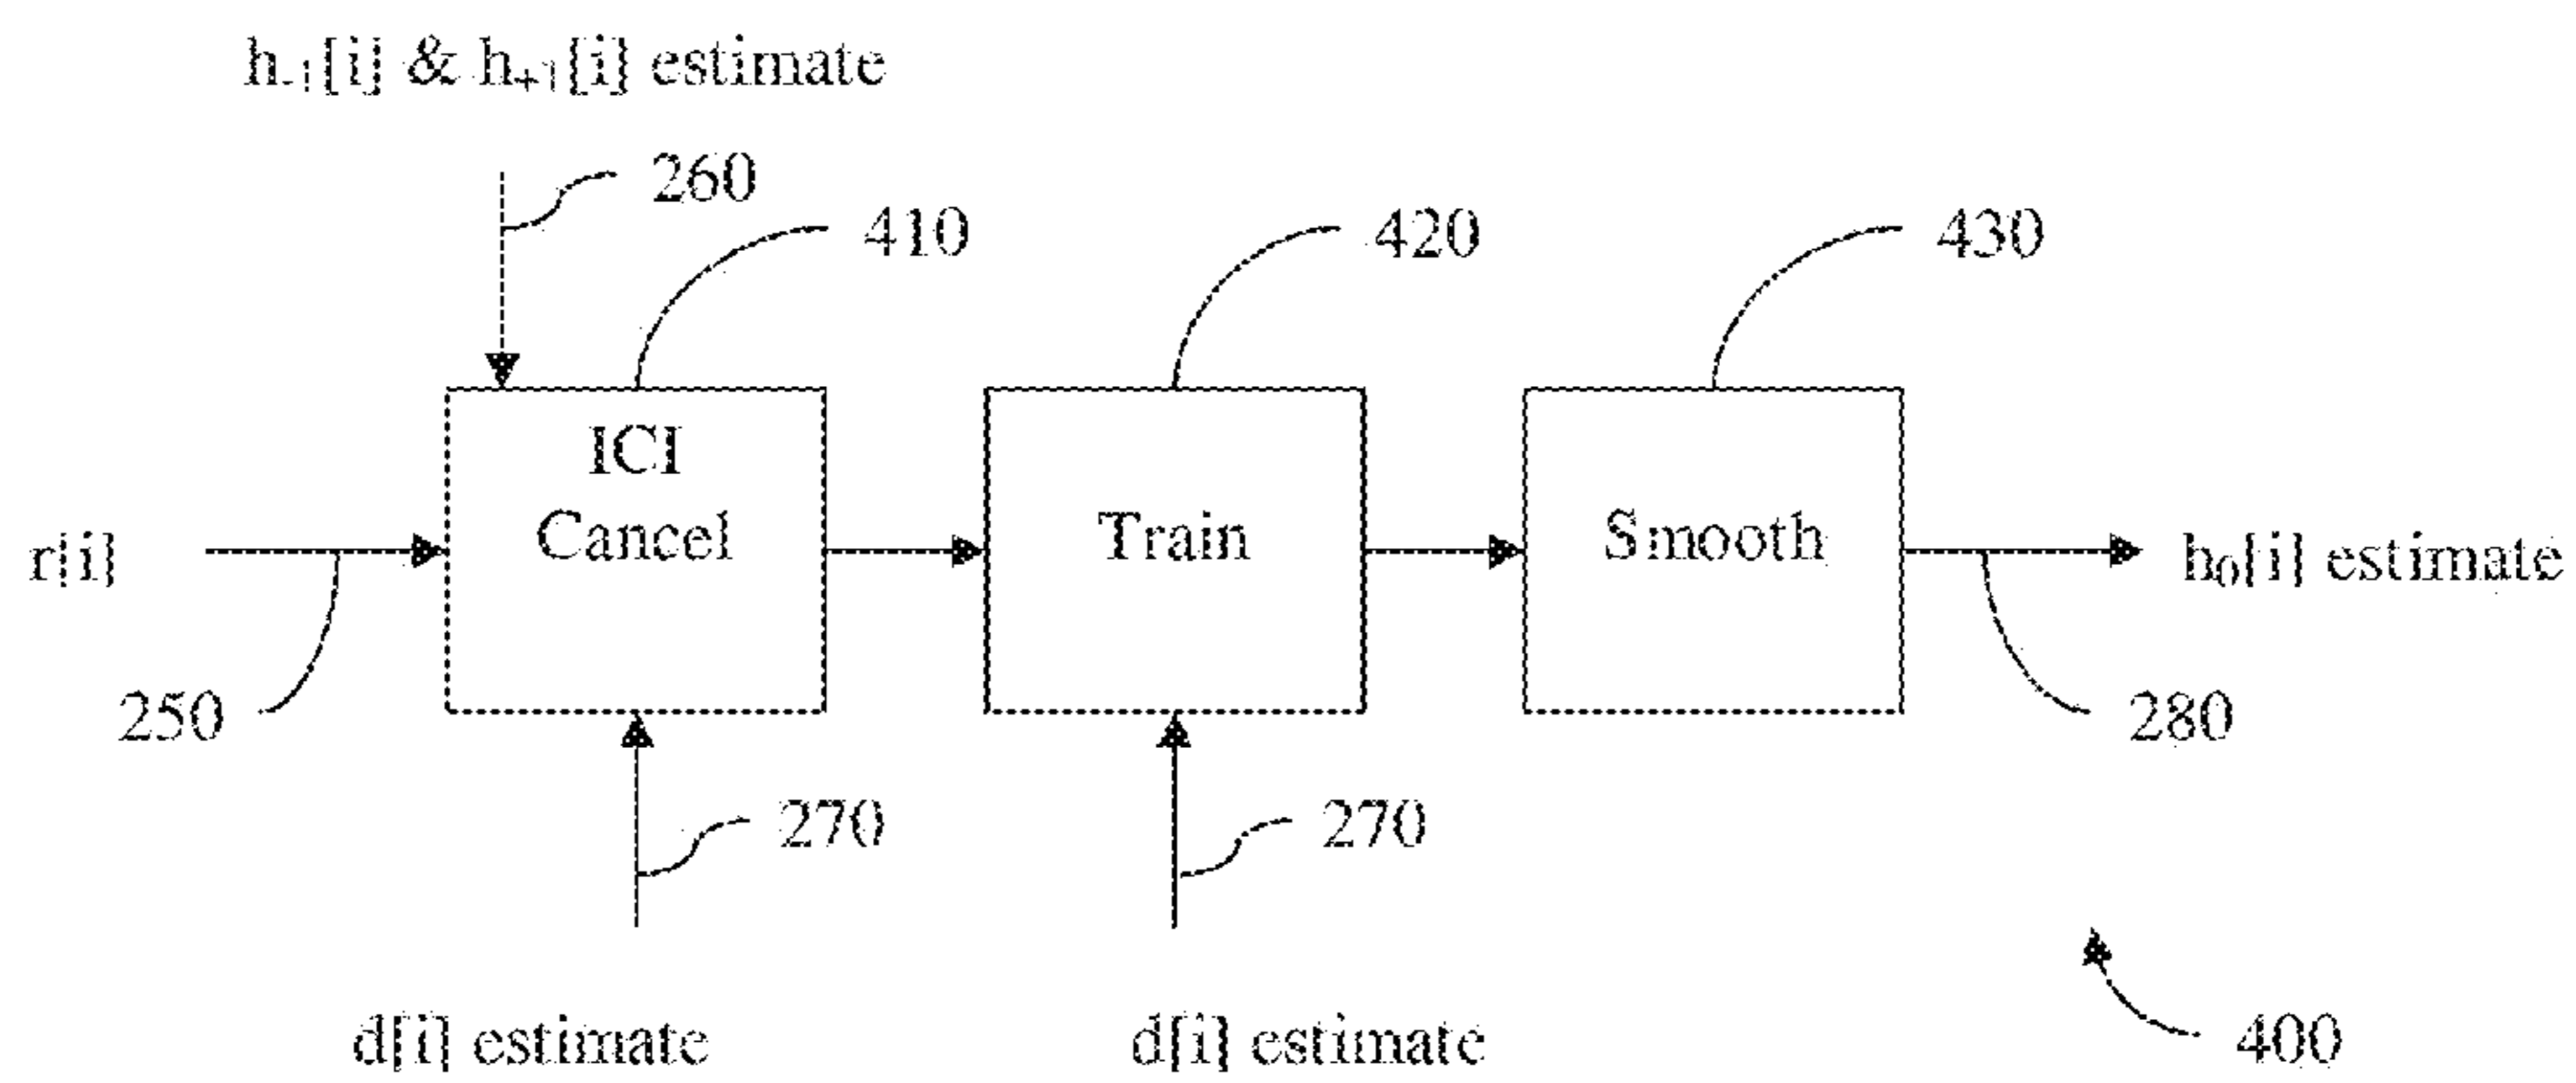 h-1[i] & h+1[i] estimate
260
410
420
430
ICI
Cancel
Train
Smooth
r[i]
h0[i] estimate
250
280
270
270
d[i] estimate
d[i] estimate
400